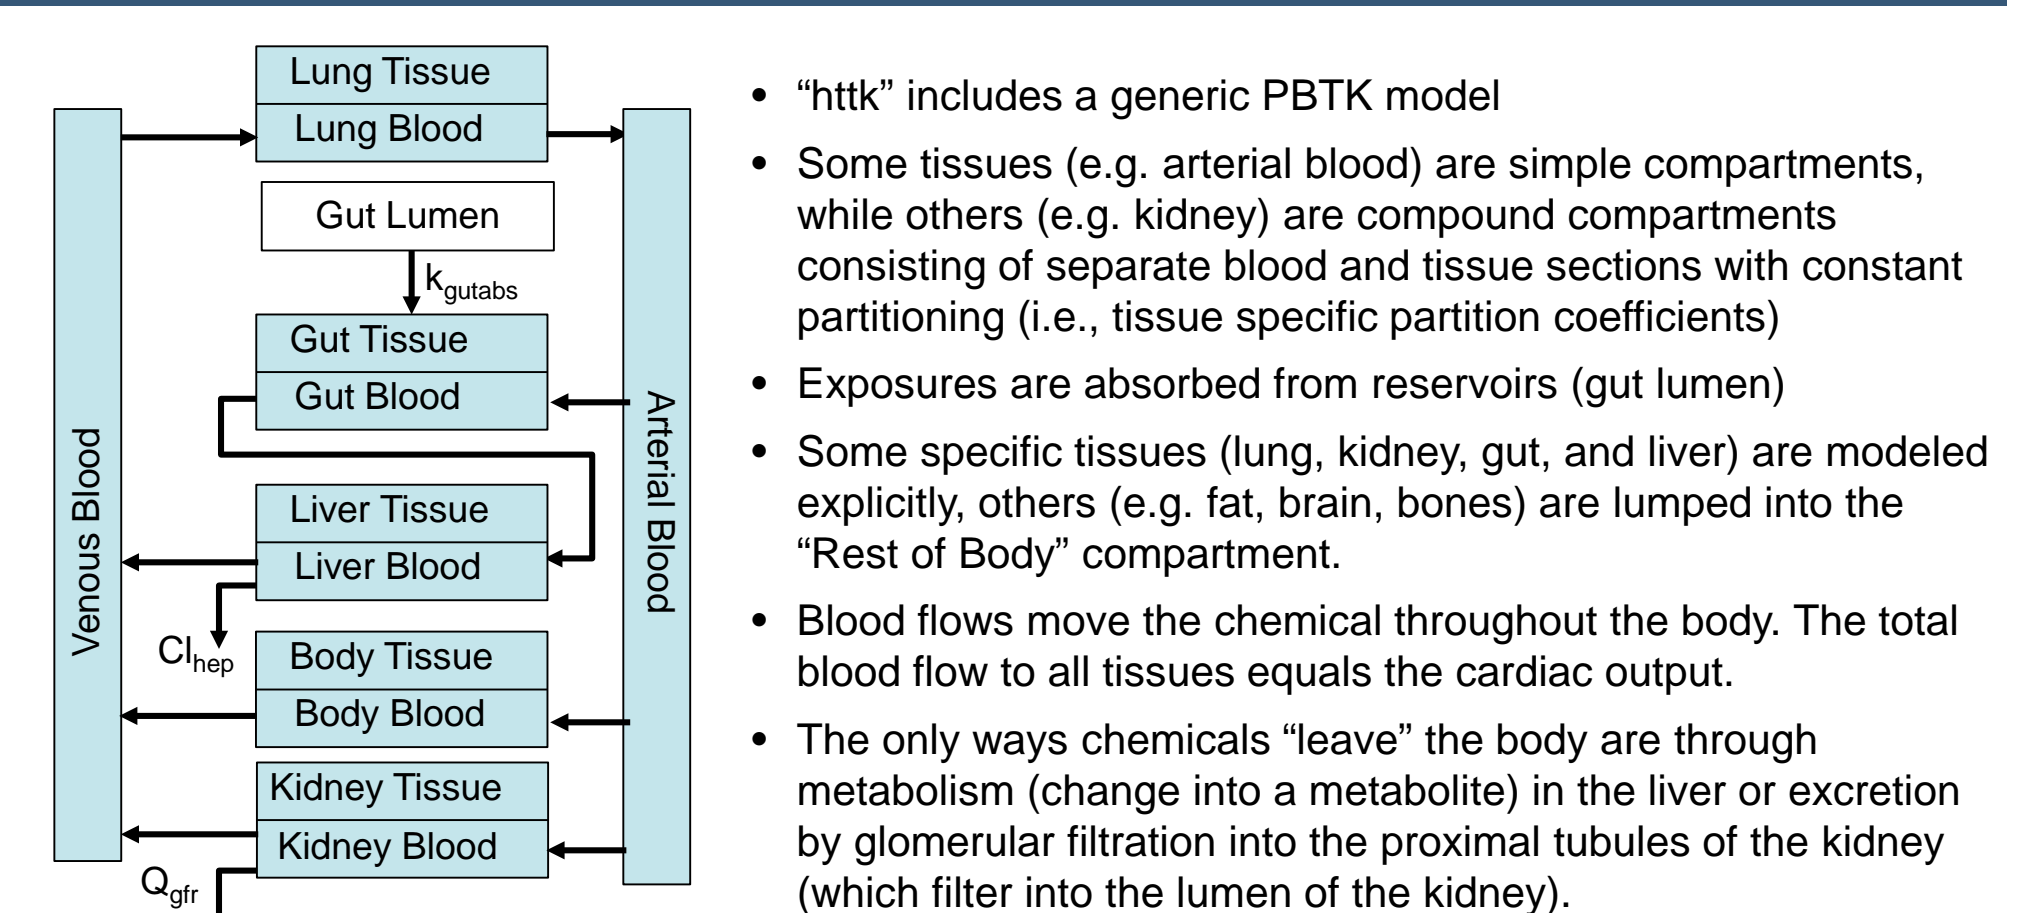 Lung Tissue
Lung Blood
Gut Lumen
kgutabs
Gut Tissue
Gut Blood
Liver Tissue
Liver Blood
Clhep
Body Tissue
Body Blood
Kidney Tissue
Kidney Blood
Qgfr
Venous Blood
Arterial Blood
• “httk” includes a generic PBTK model
• Some tissues (e.g. arterial blood) are simple compartments,
while others (e.g. kidney) are compound compartments
consisting of separate blood and tissue sections with constant
partitioning (i.e., tissue specific partition coefficients)
• Exposures are absorbed from reservoirs (gut lumen)
• Some specific tissues (lung, kidney, gut, and liver) are modeled
explicitly, others (e.g. fat, brain, bones) are lumped into the
“Rest of Body” compartment.
• Blood flows move the chemical throughout the body. The total
blood flow to all tissues equals the cardiac output.
• The only ways chemicals “leave” the body are through
metabolism (change into a metabolite) in the liver or excretion
by glomerular filtration into the proximal tubules of the kidney
(which filter into the lumen of the kidney).